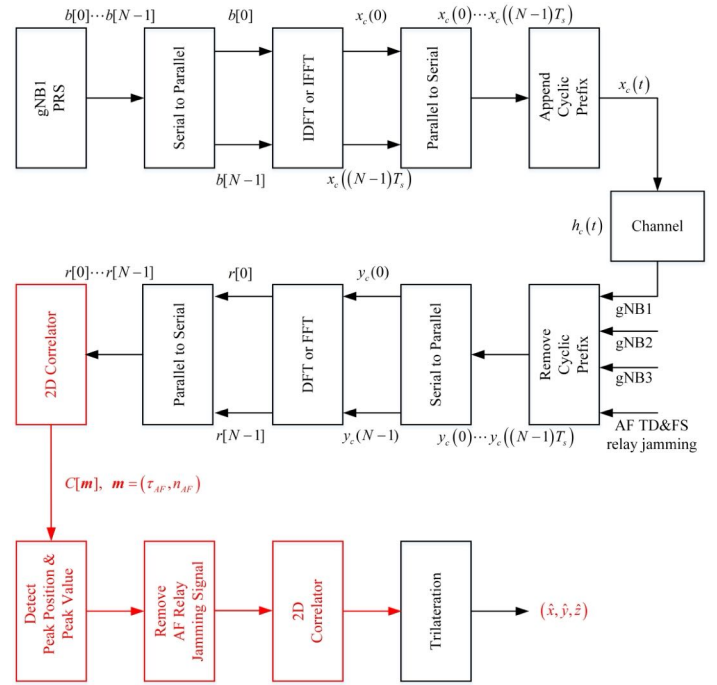 b[0]⋯b[N−1]
b[0]
x_c(0)
x_c(0)⋯x_c((N−1)T_s)
gNB1
PRS
Serial to Parallel
IDFT or IFFT
Parallel to Serial
Append
Cyclic
Prefix
x_c(t)
b[N−1]
x_c((N−1)T_s)
h_c(t)
Channel
r[0]⋯r[N−1]
r[0]
y_c(0)
2D Correlator
Parallel to Serial
DFT or FFT
Serial to Parallel
Remove
Cyclic
Prefix
gNB1
gNB2
gNB3
AF TD&FS
relay jamming
r[N−1]
y_c(N−1)
y_c(0)⋯y_c((N−1)T_s)
C[m], m=(τ_AF,n_AF)
Detect
Peak Position &
Peak Value
Remove
AF Relay
Jamming Signal
2D
Correlator
Trilateration
(x̂,ŷ,ẑ)